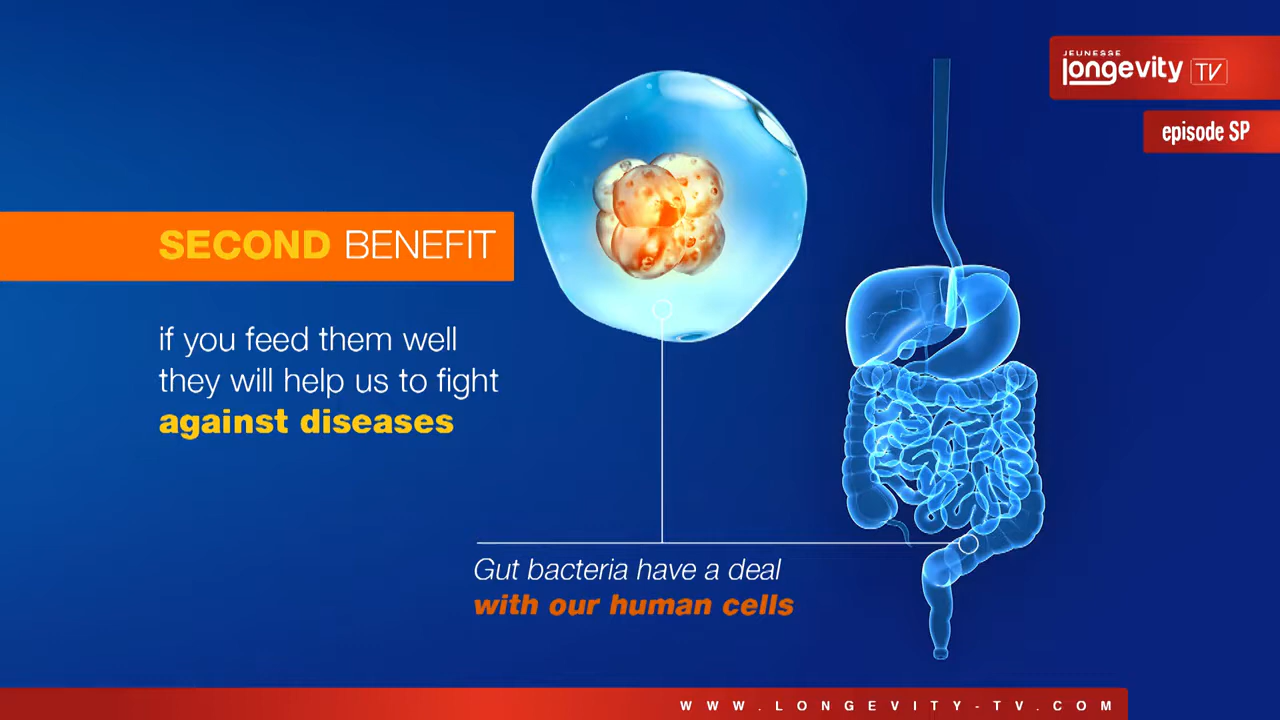 JEUNESSE
longevity TV
episode SP
SECOND BENEFIT
if you feed them well
they will help us to fight
against diseases
Gut bacteria have a deal
with our human cells
WWW.LONGEVITY-TV.COM